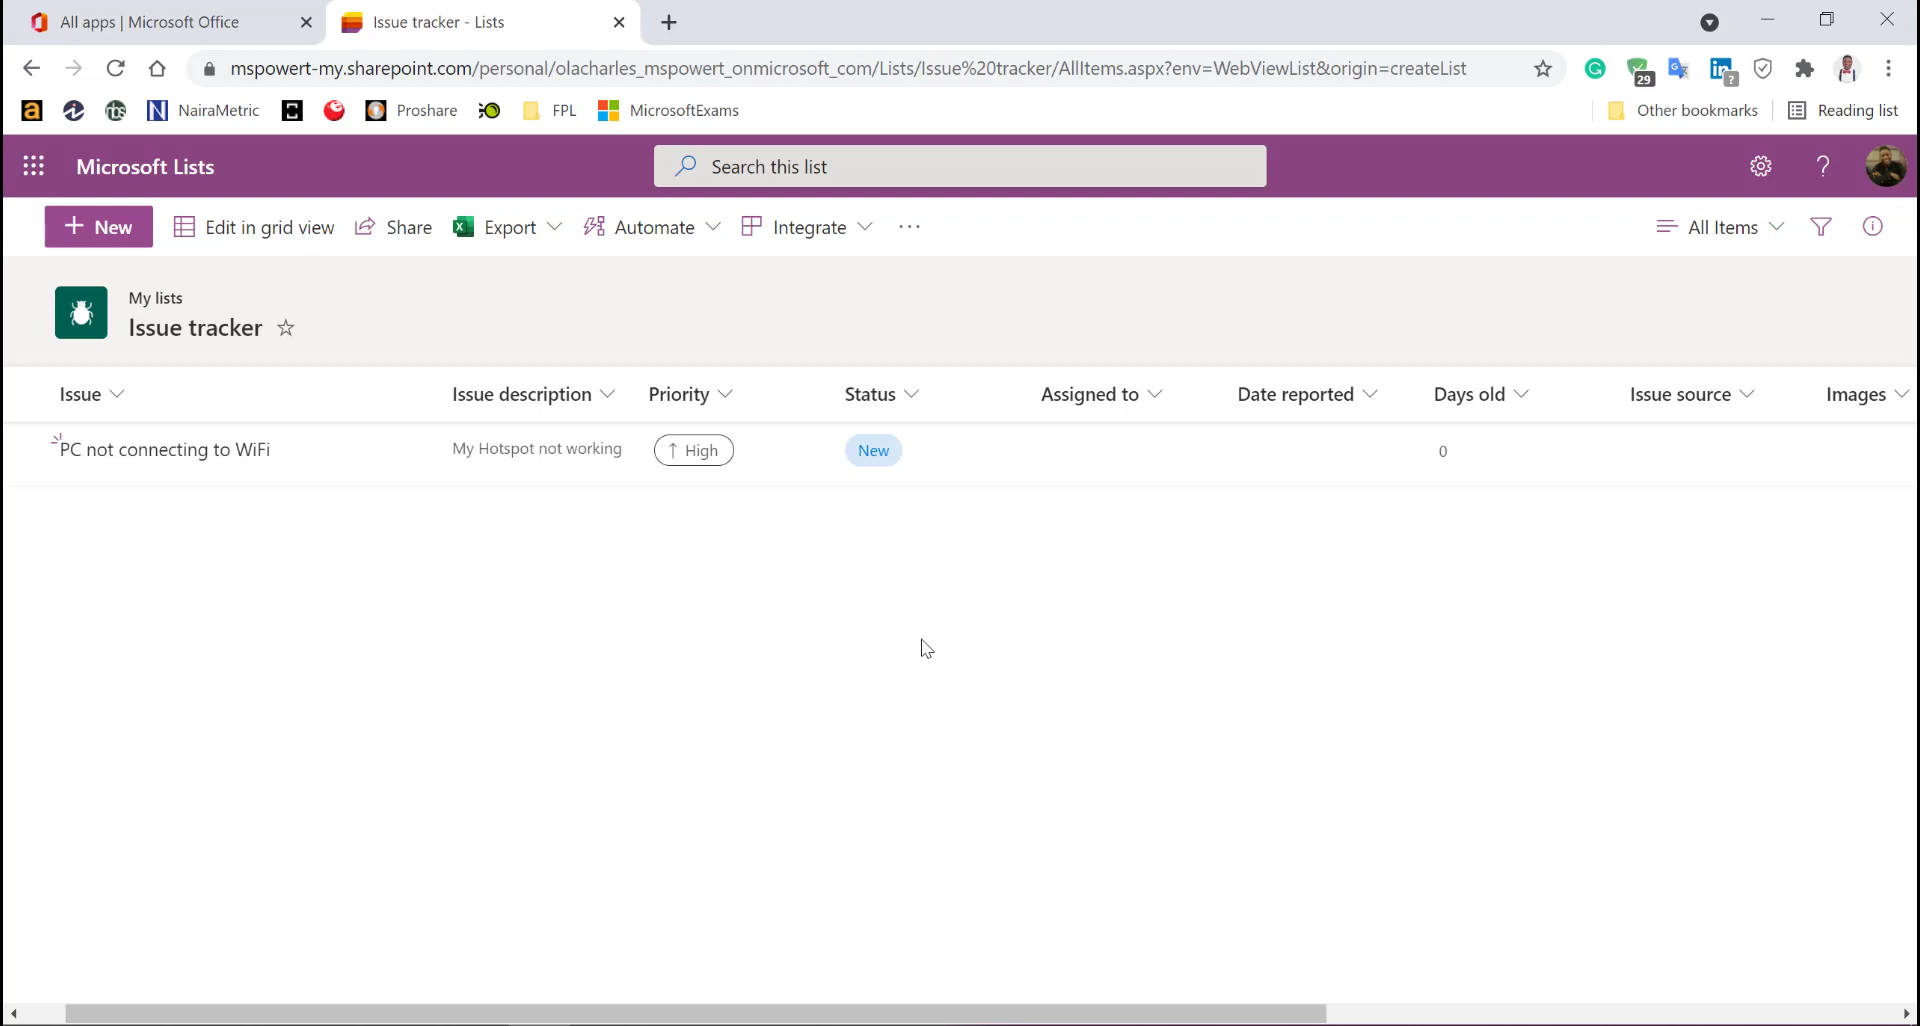 All apps | Microsoft Office
Issue tracker - Lists
mspowert-my.sharepoint.com/personal/olacharles_mspowert_onmicrosoft_com/Lists/Issue%20tracker/AllItems.aspx?env=WebViewList&origin=createList
29
?
a
nbs
N NairaMetric
Proshare
FPL
MicrosoftExams
Other bookmarks
Reading list
Microsoft Lists
Search this list
?
+ New
Edit in grid view
Share
Export
Automate
Integrate
...
All Items
My lists
Issue tracker
Issue
Issue description
Priority
Status
Assigned to
Date reported
Days old
Issue source
Images
PC not connecting to WiFi
My Hotspot not working
↑ High
New
0